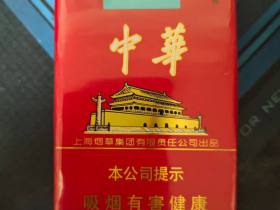 中華
上海烟草集团有限责任公司出品
本公司提示
吸烟有害健康